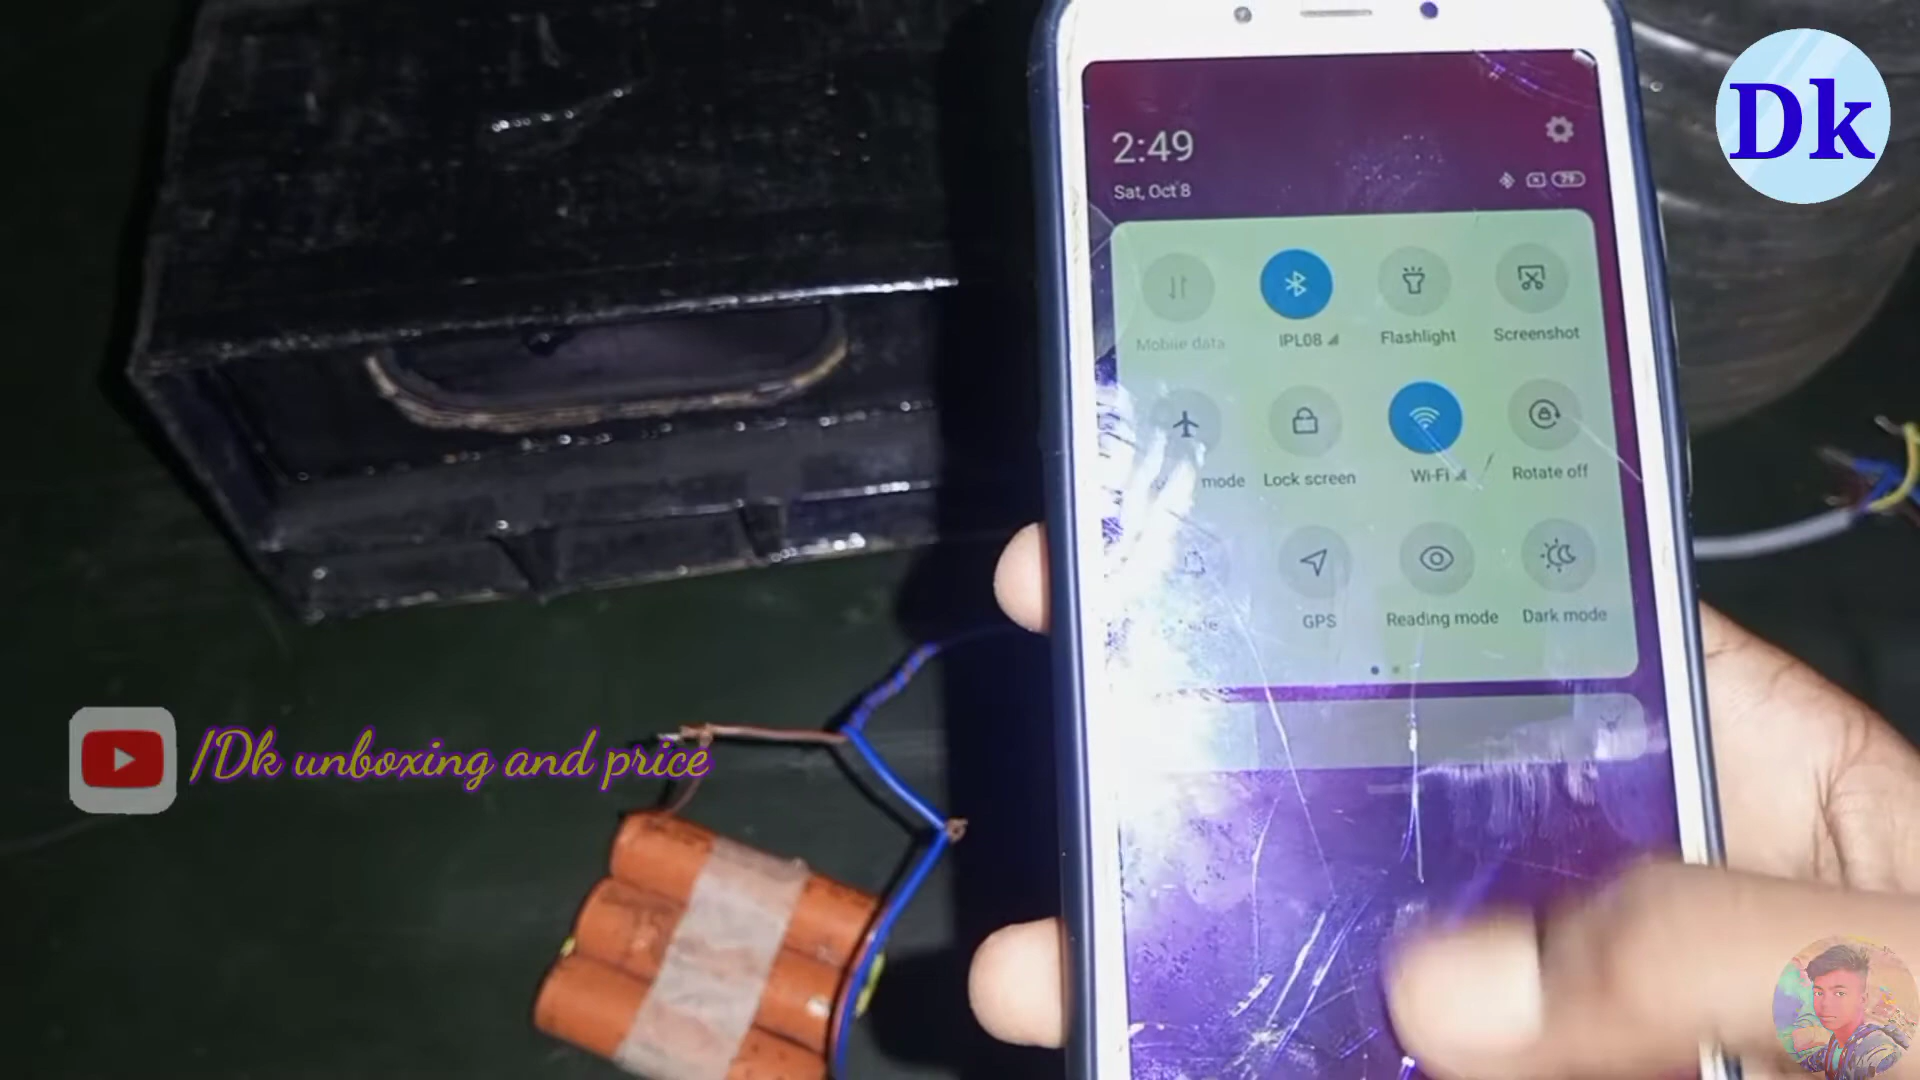 Dk
2:49
Sat, Oct 8
79
Mobile data
IPL08
Flashlight
Screenshot
mode
Lock screen
Wi-Fi
Rotate off
GPS
Reading mode
Dark mode
/Dk unboxing and price